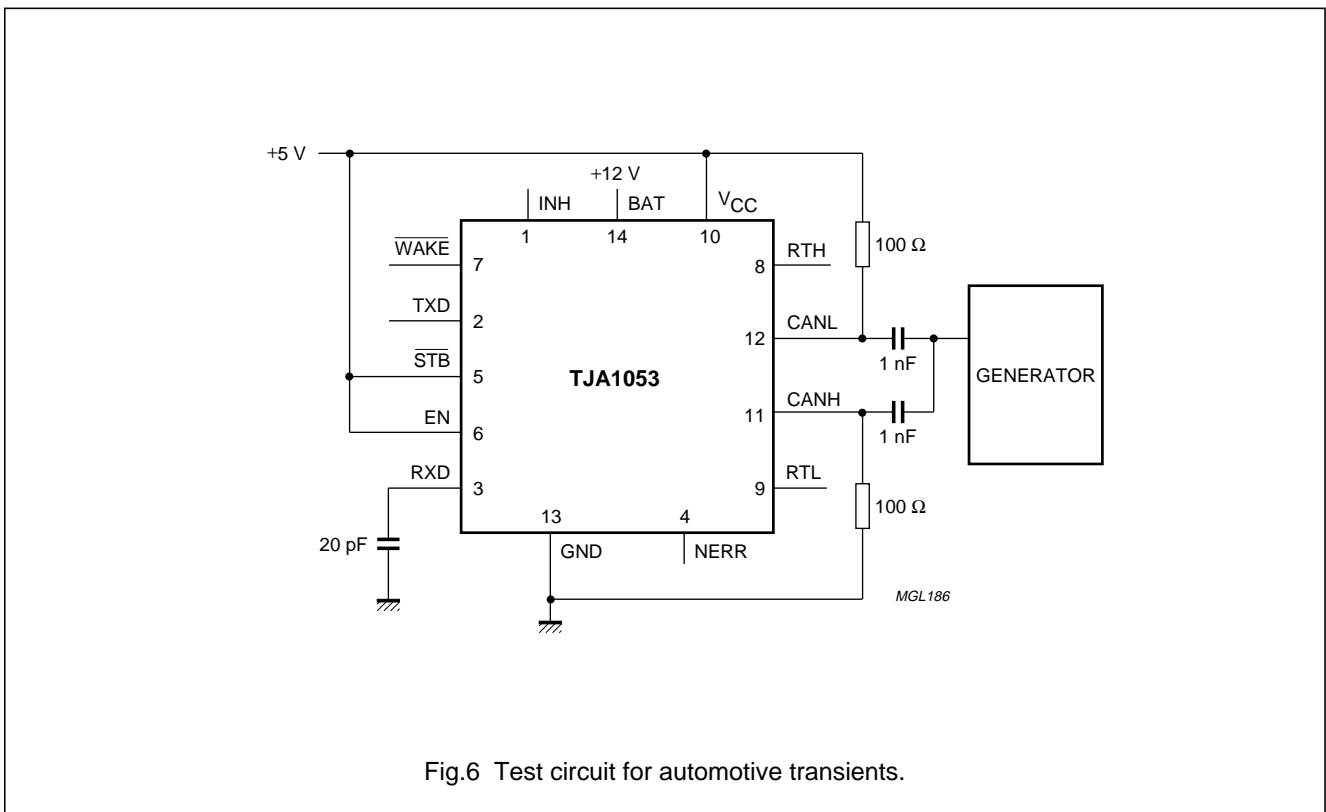 +5 V
+12 V
INH
BAT
VCC
1
14
10
WAKE
7
8
RTH
100 Ω
TXD
2
12
CANL
1 nF
STB
5
TJA1053
GENERATOR
EN
6
11
CANH
1 nF
RXD
3
9
RTL
100 Ω
13
4
20 pF
GND
NERR
MGL186
Fig.6 Test circuit for automotive transients.